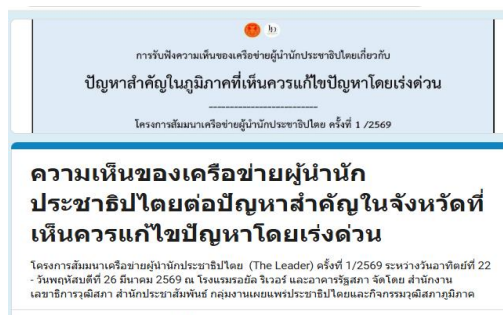 การรับฟังความเห็นของเครือข่ายผู้นำนักประชาธิปไตยเกี่ยวกับ
ปัญหาสำคัญในภูมิภาคที่เห็นควรแก้ไขปัญหาโดยเร่งด่วน
--------------------------
โครงการสัมมนาเครือข่ายผู้นำนักประชาธิปไตย ครั้งที่ 1 /2569
ความเห็นของเครือข่ายผู้นำนัก
ประชาธิปไตยต่อปัญหาสำคัญในจังหวัดที่
เห็นควรแก้ไขปัญหาโดยเร่งด่วน
โครงการสัมมนาเครือข่ายผู้นำนักประชาธิปไตย (The Leader) ครั้งที่ 1/2569 ระหว่างวันอาทิตย์ที่ 22
- วันพฤหัสบดีที่ 26 มีนาคม 2569 ณ โรงแรมรอยัล ริเวอร์ และอาคารรัฐสภา จัดโดย สำนักงาน
เลขาธิการวุฒิสภา สำนักประชาสัมพันธ์ กลุ่มงานเผยแพร่ประชาธิปไตยและกิจกรรมวุฒิสภาภูมิภาค